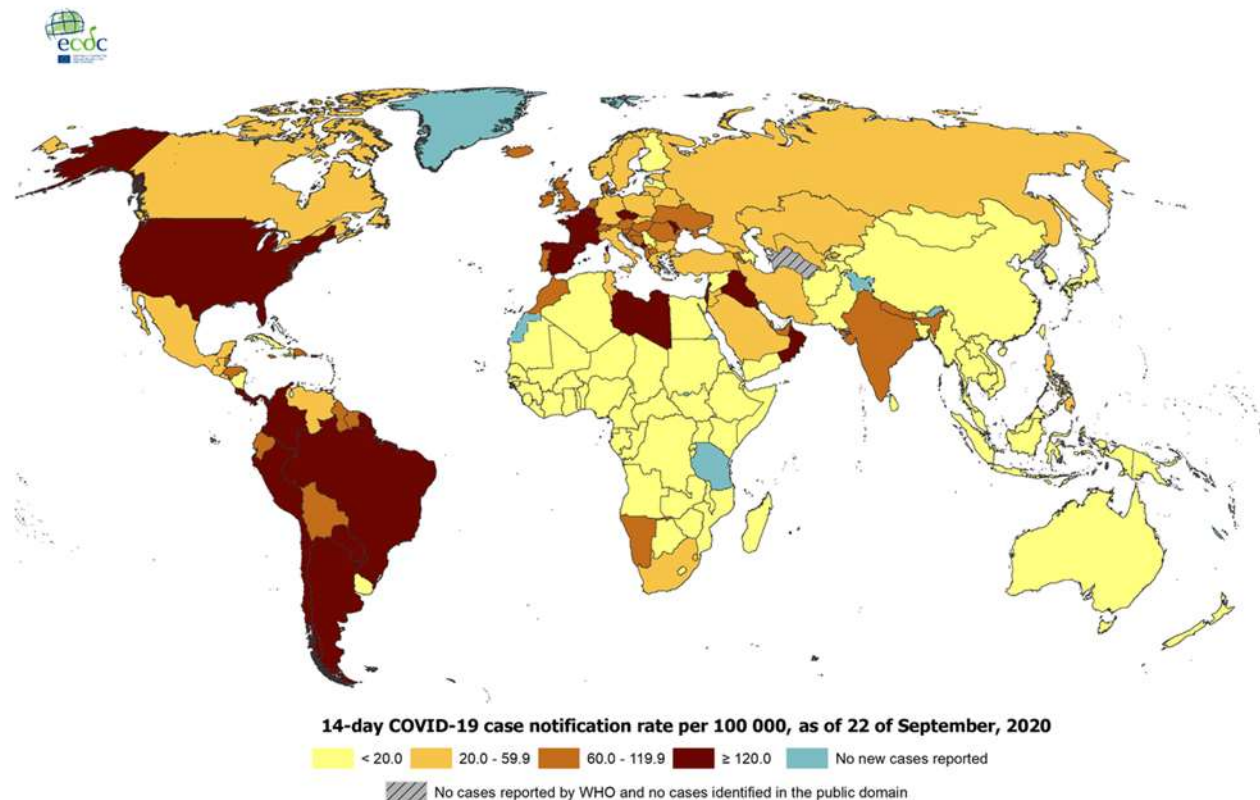 ecdc
14-day COVID-19 case notification rate per 100 000, as of 22 of September, 2020
< 20.0 20.0 - 59.9 60.0 - 119.9 ≥ 120.0 No new cases reported
No cases reported by WHO and no cases identified in the public domain